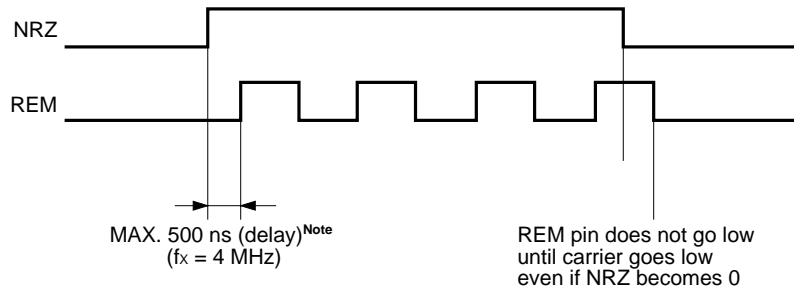 NRZ
REM
MAX. 500 ns (delay)Note
(fx = 4 MHz)
REM pin does not go low
until carrier goes low
even if NRZ becomes 0